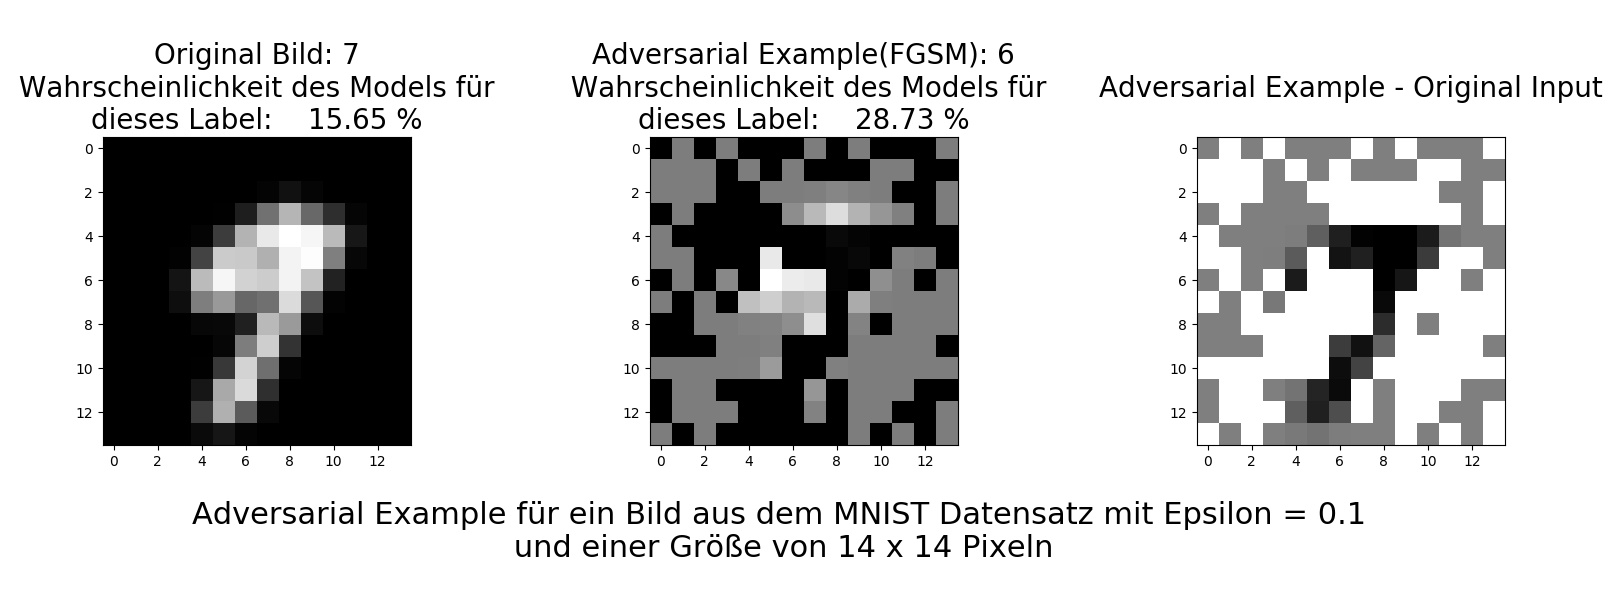 Original Bild: 7
Wahrscheinlichkeit des Models für
dieses Label: 15.65 %
Adversarial Example(FGSM): 6
Wahrscheinlichkeit des Models für
dieses Label: 28.73 %
Adversarial Example - Original Input
0
2
4
6
8
10
12
0 2 4 6 8 10 12
0
2
4
6
8
10
12
0 2 4 6 8 10 12
0
2
4
6
8
10
12
0 2 4 6 8 10 12
Adversarial Example für ein Bild aus dem MNIST Datensatz mit Epsilon = 0.1
und einer Größe von 14 x 14 Pixeln